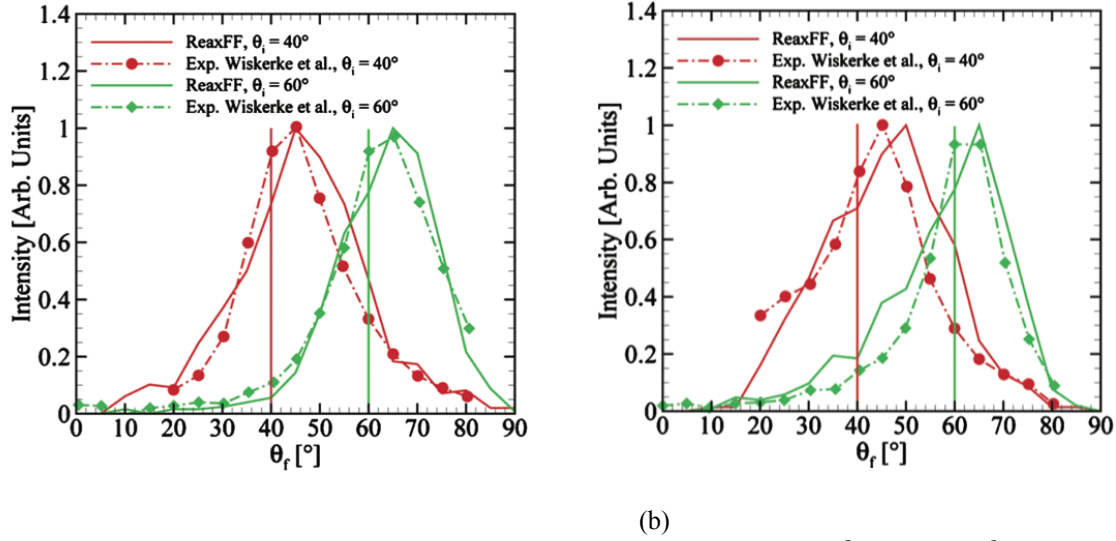 1.4
1.2
1
0.8
0.6
0.4
0.2
0
0 10 20 30 40 50 60 70 80 90
Intensity [Arb. Units]
θf [°]
ReaxFF, θi = 40°
Exp. Wiskerke et al., θi = 40°
ReaxFF, θi = 60°
Exp. Wiskerke et al., θi = 60°
(b)
1.4
1.2
1
0.8
0.6
0.4
0.2
0
0 10 20 30 40 50 60 70 80 90
Intensity [Arb. Units]
θf [°]
ReaxFF, θi = 40°
Exp. Wiskerke et al., θi = 40°
ReaxFF, θi = 60°
Exp. Wiskerke et al., θi = 60°
(b)